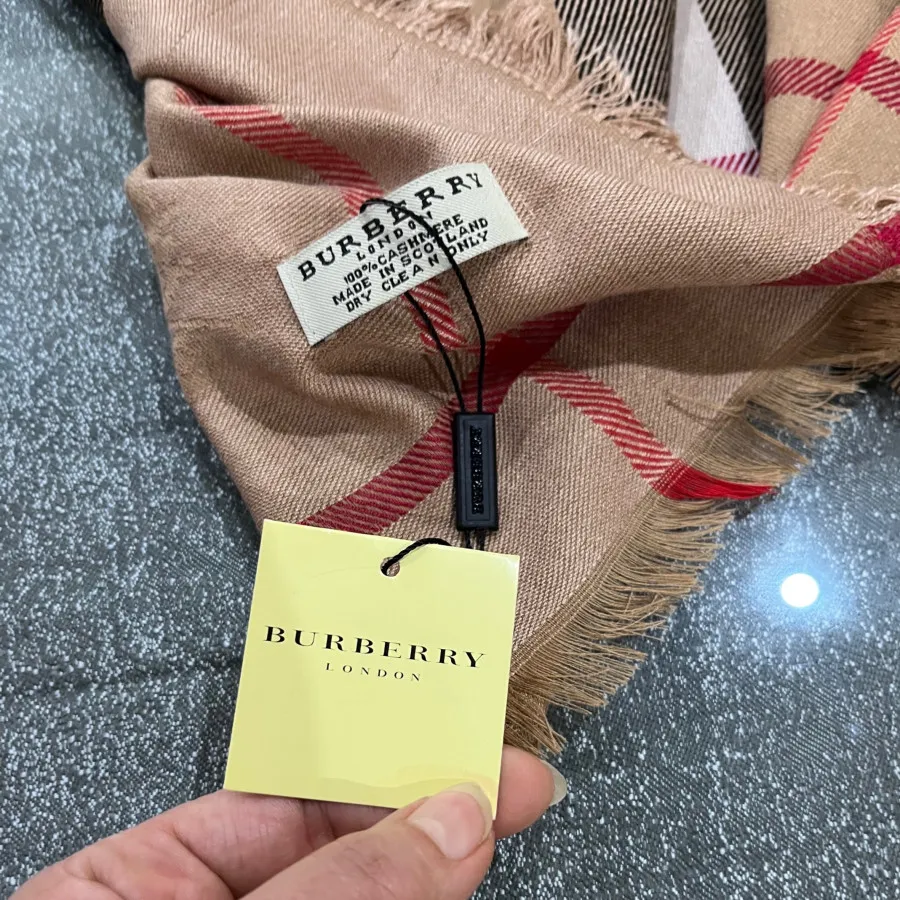 BURBERRY
LONDON
100% CASHMERE
MADE IN SCOTLAND
DRY CLEAN ONLY
BURBERRY
LONDON